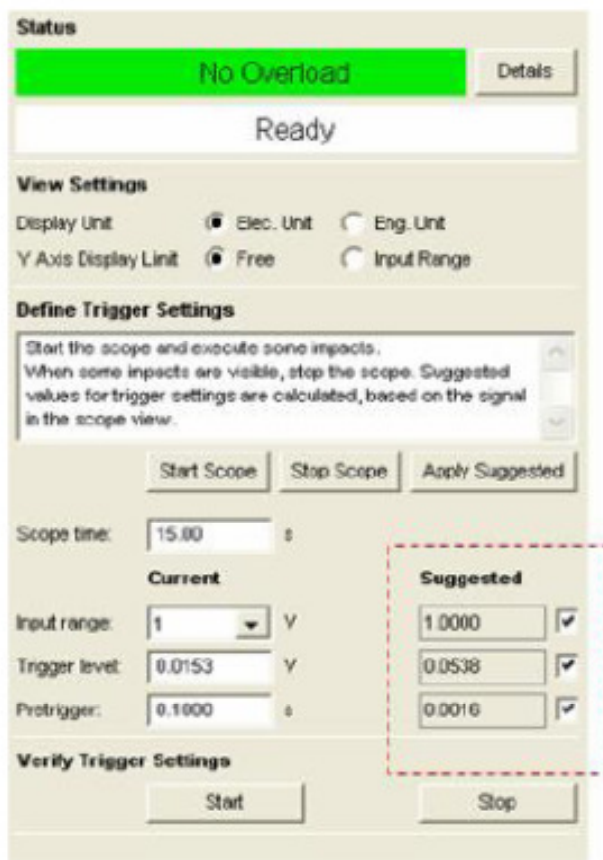 Status
No Overload Details
Ready
View Settings
Display Unit Elec. Unit Eng. Unit
Y Axis Display Limit Free Input Range
Define Trigger Settings
Start the scope and execute some impacts.
When some impacts are visible, stop the scope. Suggested
values for trigger settings are calculated, based on the signal
in the scope view.
Start Scope Stop Scope Apply Suggested
Scope time: 15.00 s
Current Suggested
Input range: 1 V 1.0000
Trigger level: 0.0153 V 0.0538
Pretrigger: 0.1000 s 0.0016
Verify Trigger Settings
Start Stop